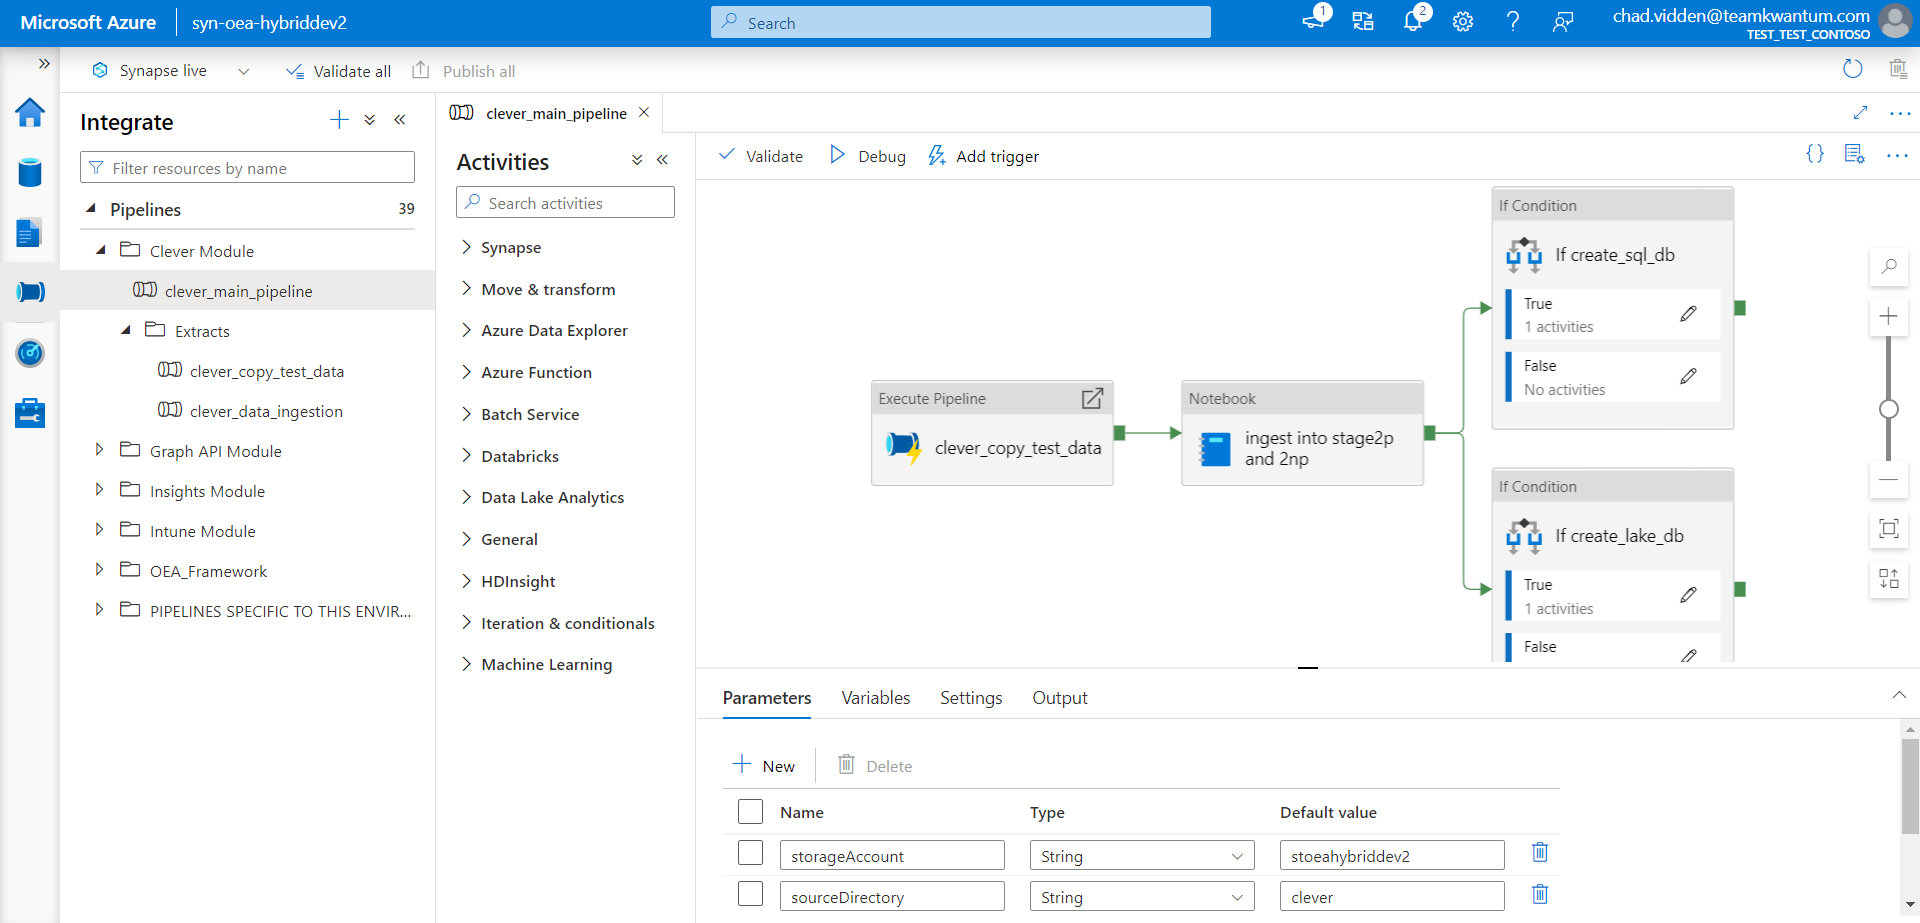 Microsoft Azure
syn-oea-hybriddev2
Search
1
2
chad.vidden@teamkwantum.com
TEST_TEST_CONTOSO
Synapse live
Validate all
Publish all
Integrate
Filter resources by name
Pipelines
39
Clever Module
clever_main_pipeline
Extracts
clever_copy_test_data
clever_data_ingestion
Graph API Module
Insights Module
Intune Module
OEA_Framework
PIPELINES SPECIFIC TO THIS ENVIR...
clever_main_pipeline
Activities
Search activities
Synapse
Move & transform
Azure Data Explorer
Azure Function
Batch Service
Databricks
Data Lake Analytics
General
HDInsight
Iteration & conditionals
Machine Learning
Validate
Debug
Add trigger
{}
Execute Pipeline
clever_copy_test_data
Notebook
ingest into stage2p
and 2np
If Condition
If create_sql_db
True
1 activities
False
No activities
If Condition
If create_lake_db
True
1 activities
False
Parameters
Variables
Settings
Output
New
Delete
Name
Type
Default value
storageAccount
String
stoeahybriddev2
sourceDirectory
String
clever